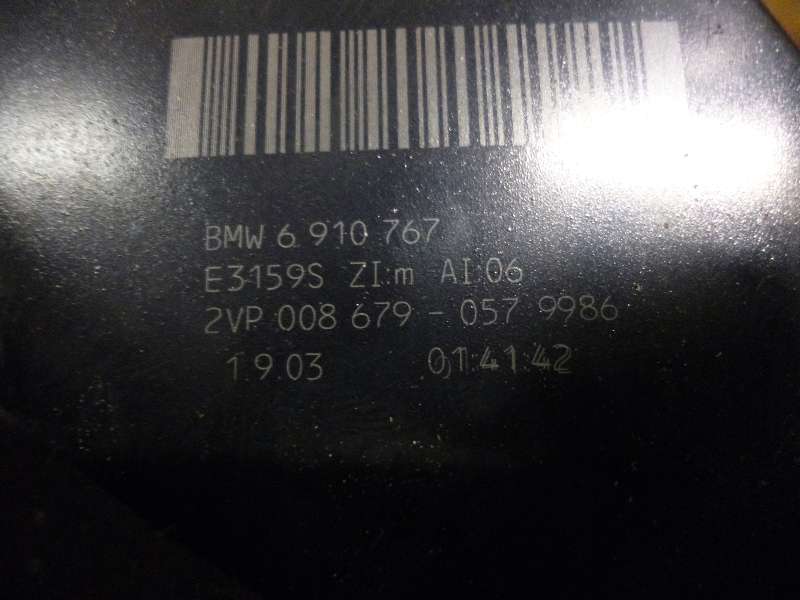 BMW 6 910 767
E3159S ZI:m AI:06
2VP 008 679 - 057 9986
19.03 01:41:42